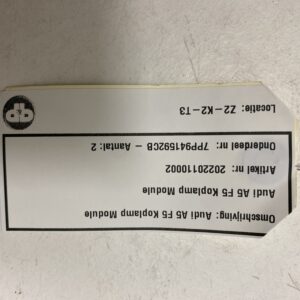 Omschrijving: Audi A5 F5 Koplamp Module
Audi A5 F5 Koplamp Module
Artikel nr: 20220110002
Onderdeel nr: 7PP941592CB - Aantal: 2
Locatie: Z2-K2-T3